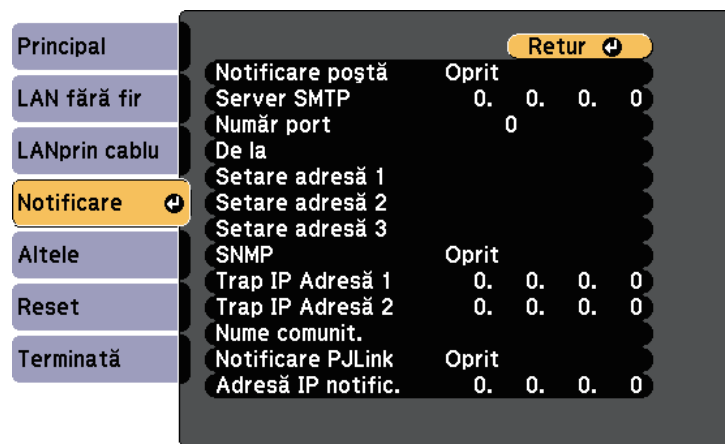 Principal
LAN fără fir
LANprin cablu
Notificare
Altele
Reset
Terminată
Retur
Notificare poştă Oprit
Server SMTP 0. 0. 0. 0
Număr port 0
De la
Setare adresă 1
Setare adresă 2
Setare adresă 3
SNMP Oprit
Trap IP Adresă 1 0. 0. 0. 0
Trap IP Adresă 2 0. 0. 0. 0
Nume comunit.
Notificare PJLink Oprit
Adresă IP notific. 0. 0. 0. 0